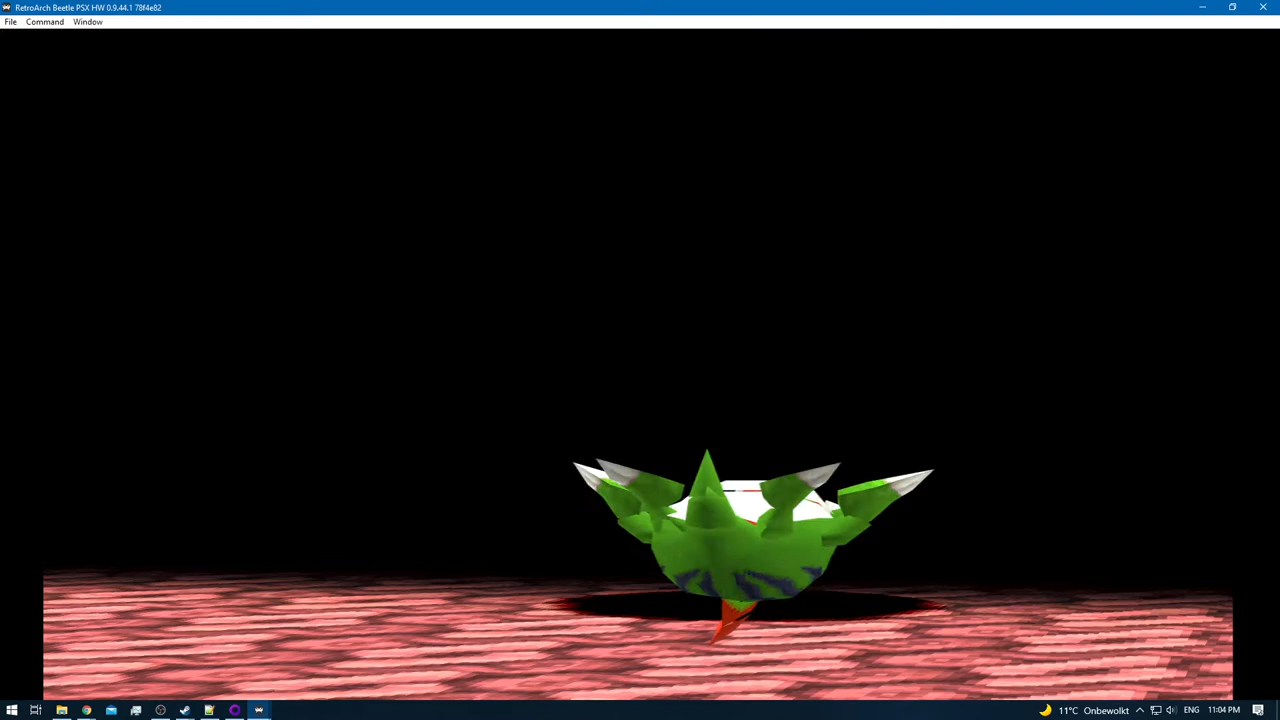 RetroArch Beetle PSX HW 0.9.44.1 78f4e82
File Command Window
11°C Onbewolkt ENG 11:04 PM